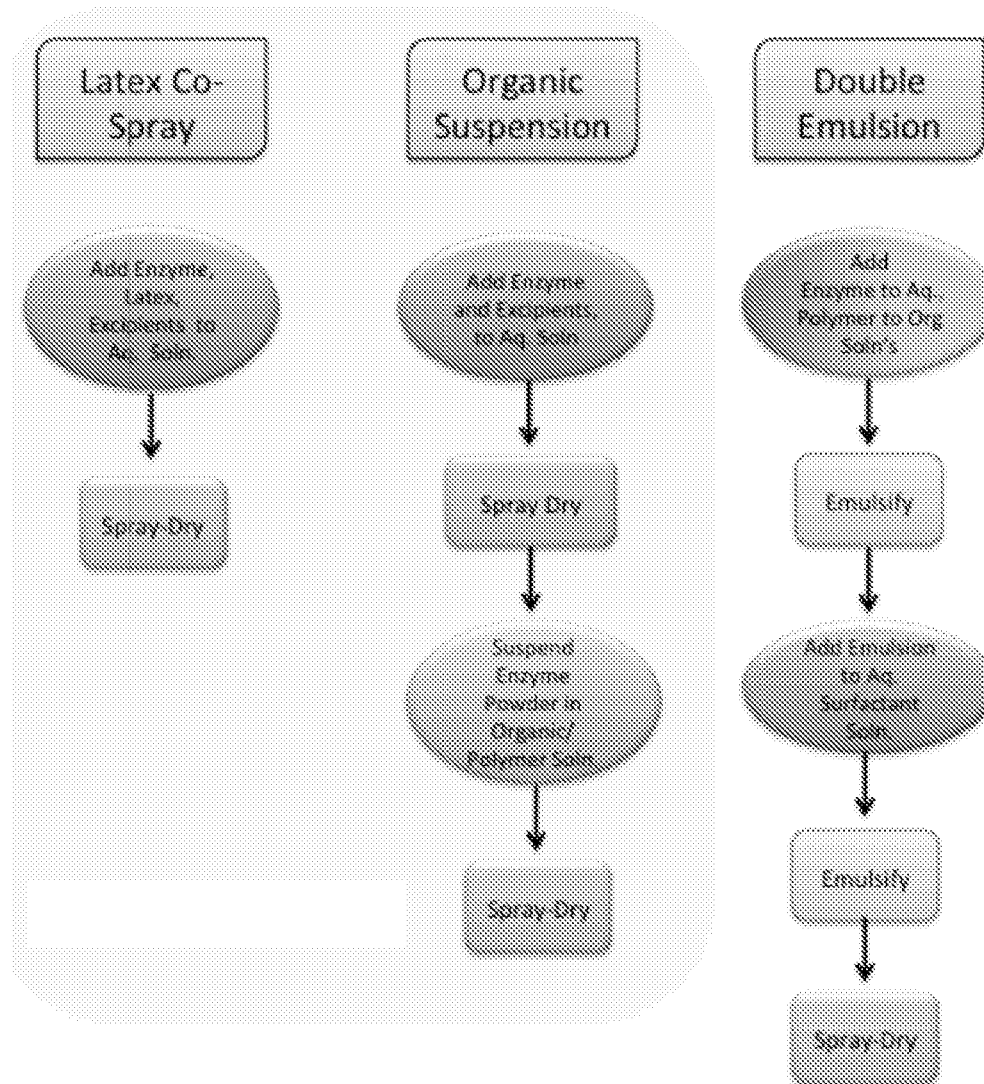 Latex Co-
Spray
Add Enzyme,
Latex,
Excipients to
Aq. Soln
Spray-Dry
Organic
Suspension
Add Enzyme
and Excipients,
to Aq. Soln
Spray Dry
Suspend
Enzyme
Powder in
Organic/
Polymer Soln
Spray-Dry
Double
Emulsion
Add
Enzyme to Aq.,
Polymer to Org
Soln's
Emulsify
Add Emulsion
to Aq
Surfactant
Soln
Emulsify
Spray-Dry